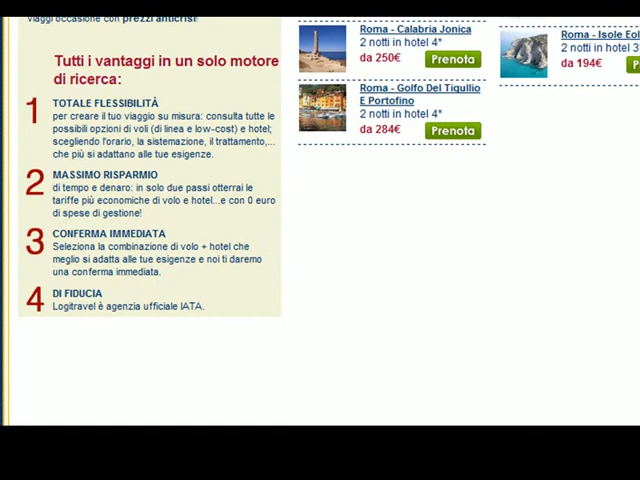 viaggi occasione con prezzi anticrisi!
Tutti i vantaggi in un solo motore
di ricerca:
1 TOTALE FLESSIBILITÀ
per creare il tuo viaggio su misura: consulta tutte le
possibili opzioni di voli (di linea e low-cost) e hotel;
scegliendo l'orario, la sistemazione, il trattamento,...
che più si adattano alle tue esigenze.
2 MASSIMO RISPARMIO
di tempo e denaro: in solo due passi otterrai le
tariffe più economiche di volo e hotel...e con 0 euro
di spese di gestione!
3 CONFERMA IMMEDIATA
Seleziona la combinazione di volo + hotel che
meglio si adatta alle tue esigenze e noi ti daremo
una conferma immediata.
4 DI FIDUCIA
Logitravel è agenzia ufficiale IATA.
Roma - Calabria Jonica
2 notti in hotel 4*
da 250€ Prenota
Roma - Golfo Del Tigullio
E Portofino
2 notti in hotel 4*
da 284€ Prenota
Roma - Isole Eol
2 notti in hotel 3
da 194€ P